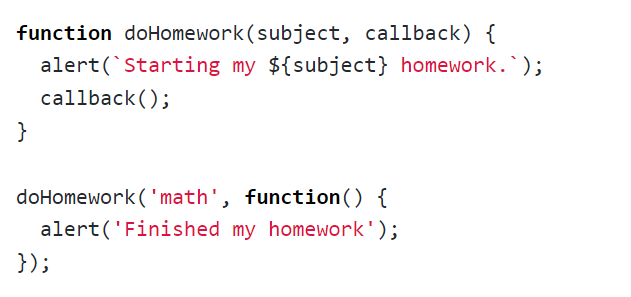 function doHomework(subject, callback) {
  alert(`Starting my ${subject} homework.`);
  callback();
}

doHomework('math', function() {
  alert('Finished my homework');
});